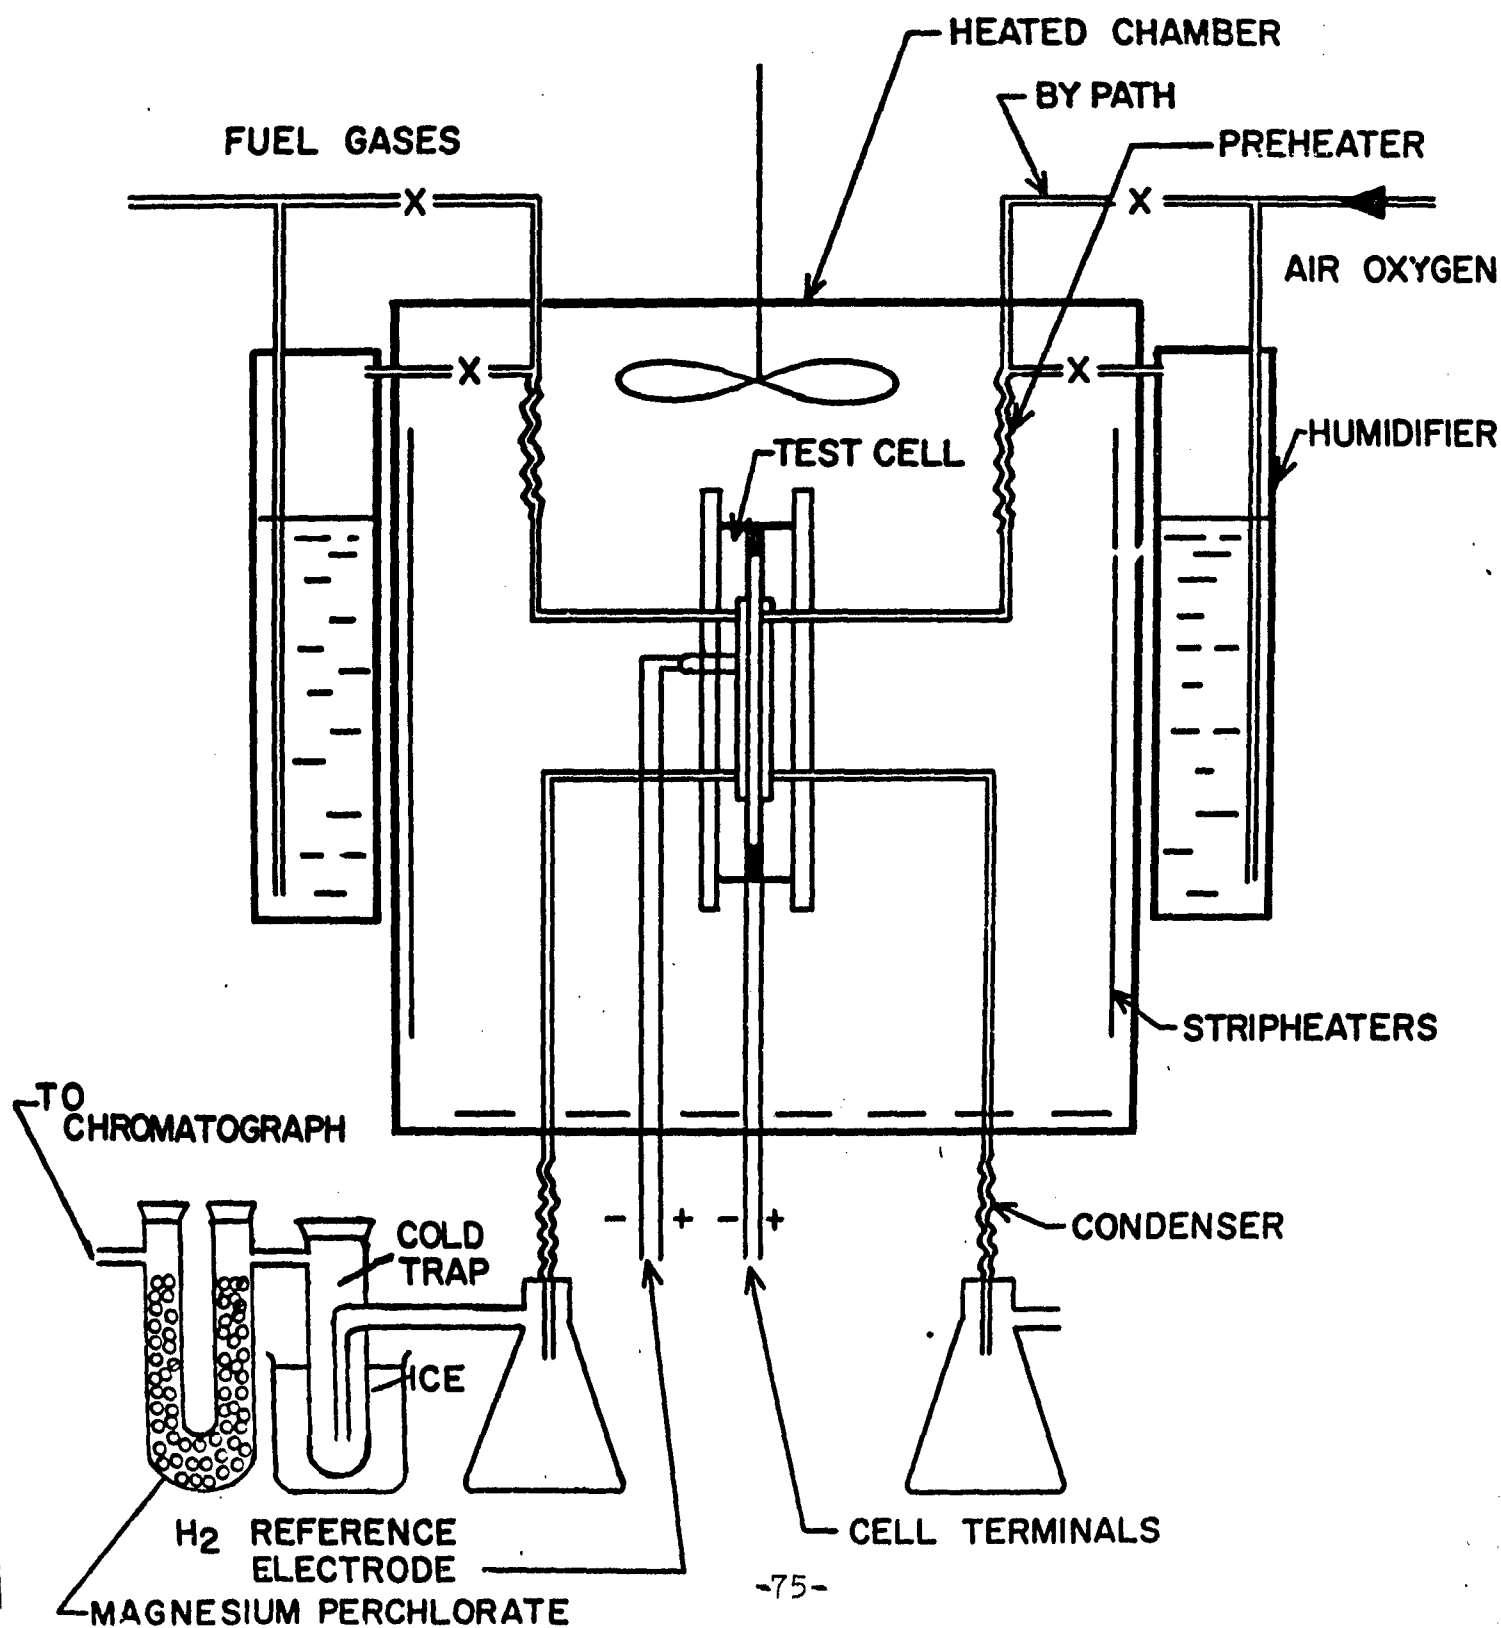 HEATED CHAMBER
BY PATH
FUEL GASES
PREHEATER
X
X
AIR OXYGEN
X
X
HUMIDIFIER
TEST CELL
STRIPHEATERS
TO
CHROMATOGRAPH
- + - +
COLD
TRAP
CONDENSER
ICE
H2 REFERENCE
ELECTRODE
CELL TERMINALS
-75-
MAGNESIUM PERCHLORATE